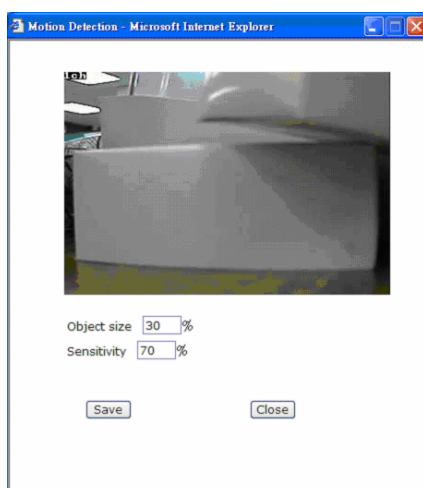 Motion Detection - Microsoft Internet Explorer
Object size 30 %
Sensitivity 70 %
Save Close